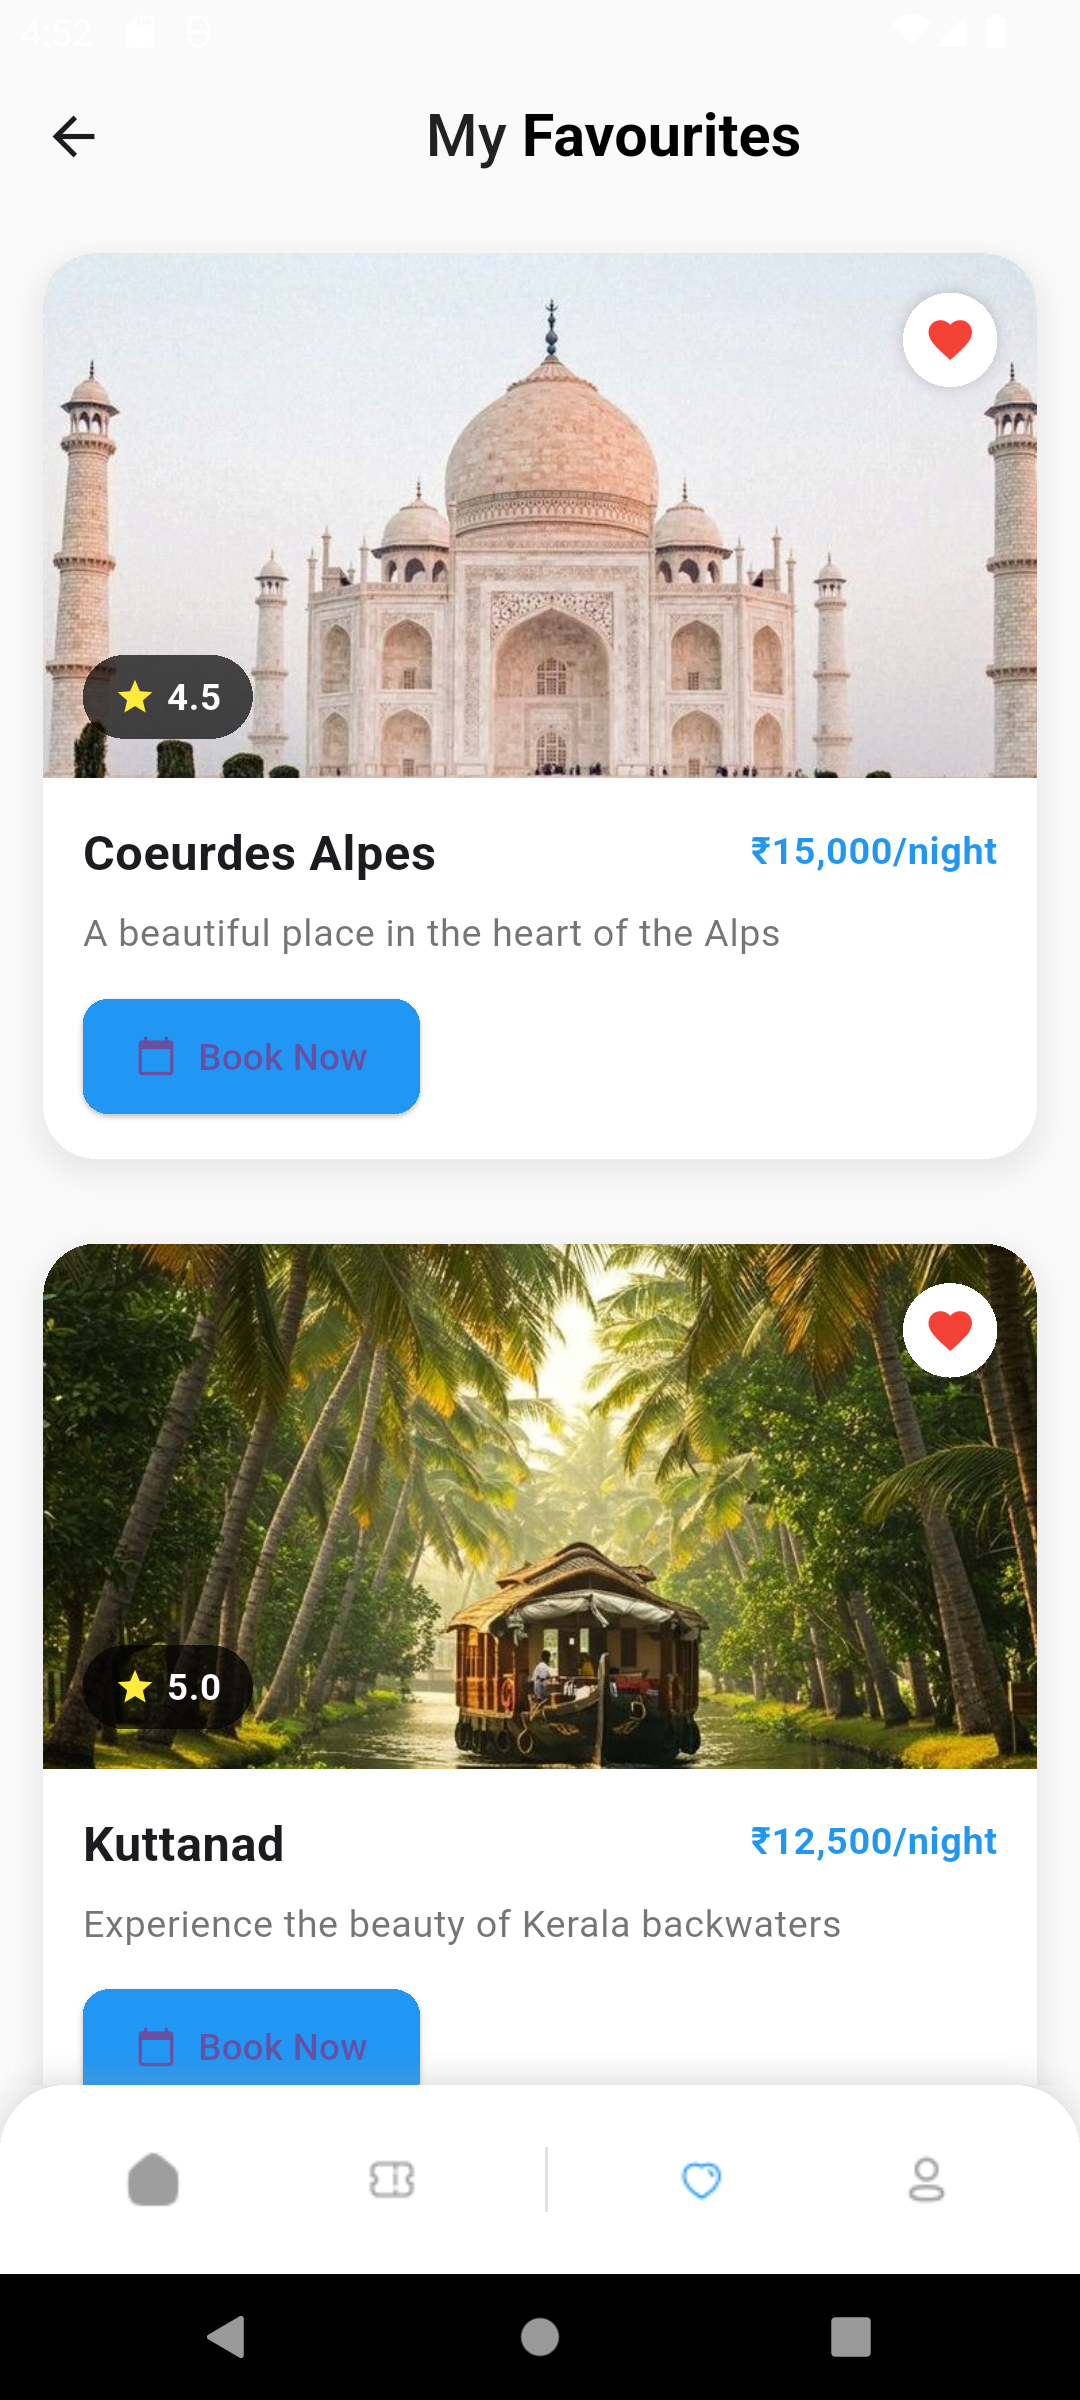 4:52
My Favourites
4.5
Coeurdes Alpes
₹15,000/night
A beautiful place in the heart of the Alps
Book Now
5.0
Kuttanad
₹12,500/night
Experience the beauty of Kerala backwaters
Book Now